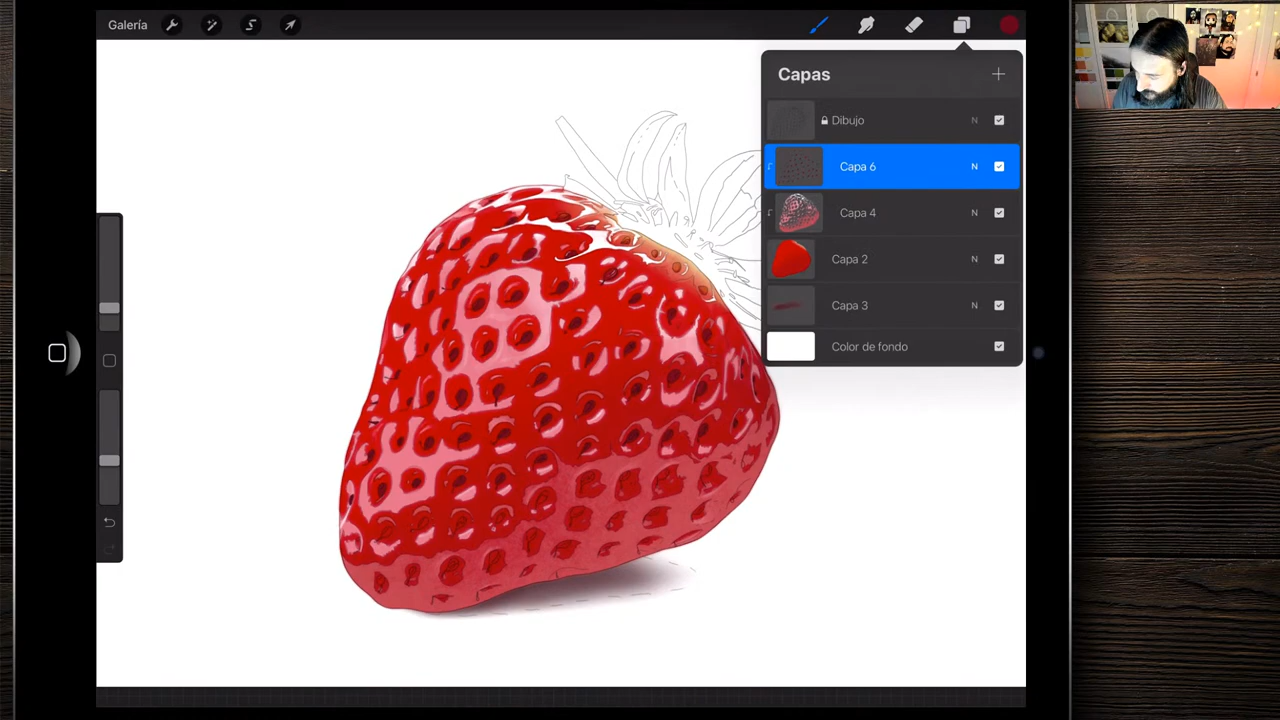 Galería
Capas
Dibujo N
Capa 6 N
Capa 4 N
Capa 2 N
Capa 3 N
Color de fondo